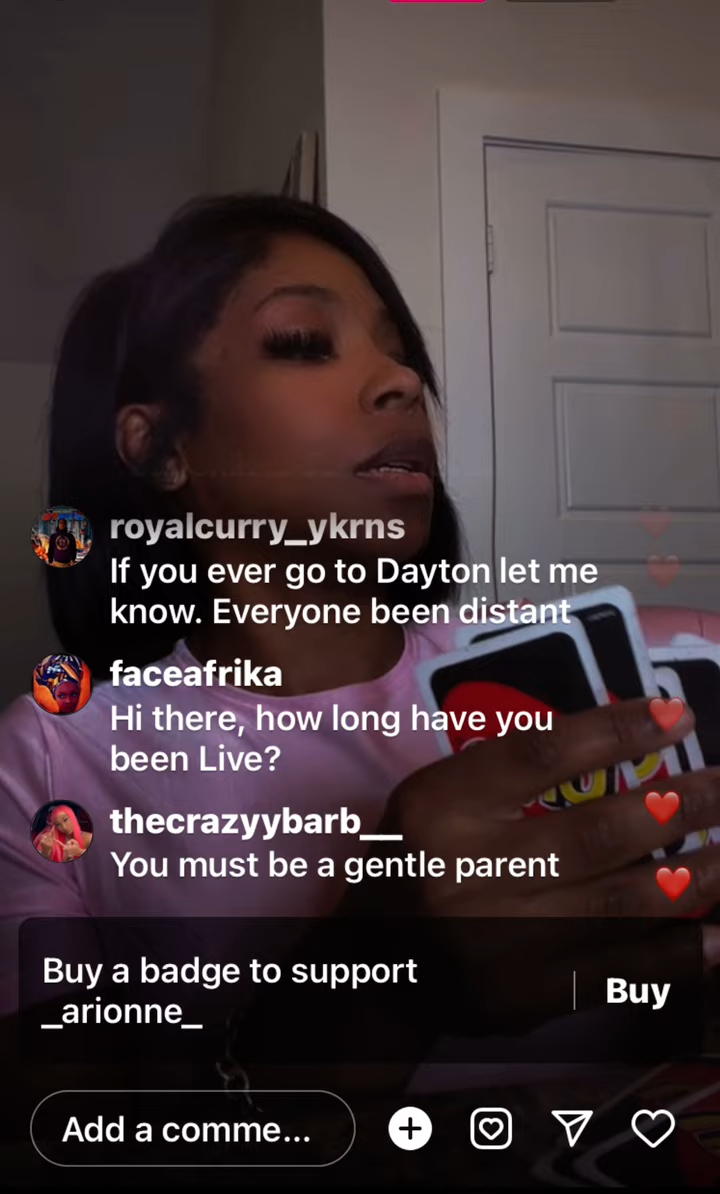 royalcurry_ykrns
If you ever go to Dayton let me
know. Everyone been distant
faceafrika
Hi there, how long have you
been Live?
thecrazyybarb__
You must be a gentle parent
Buy a badge to support
_arionne_
Buy
Add a comme...